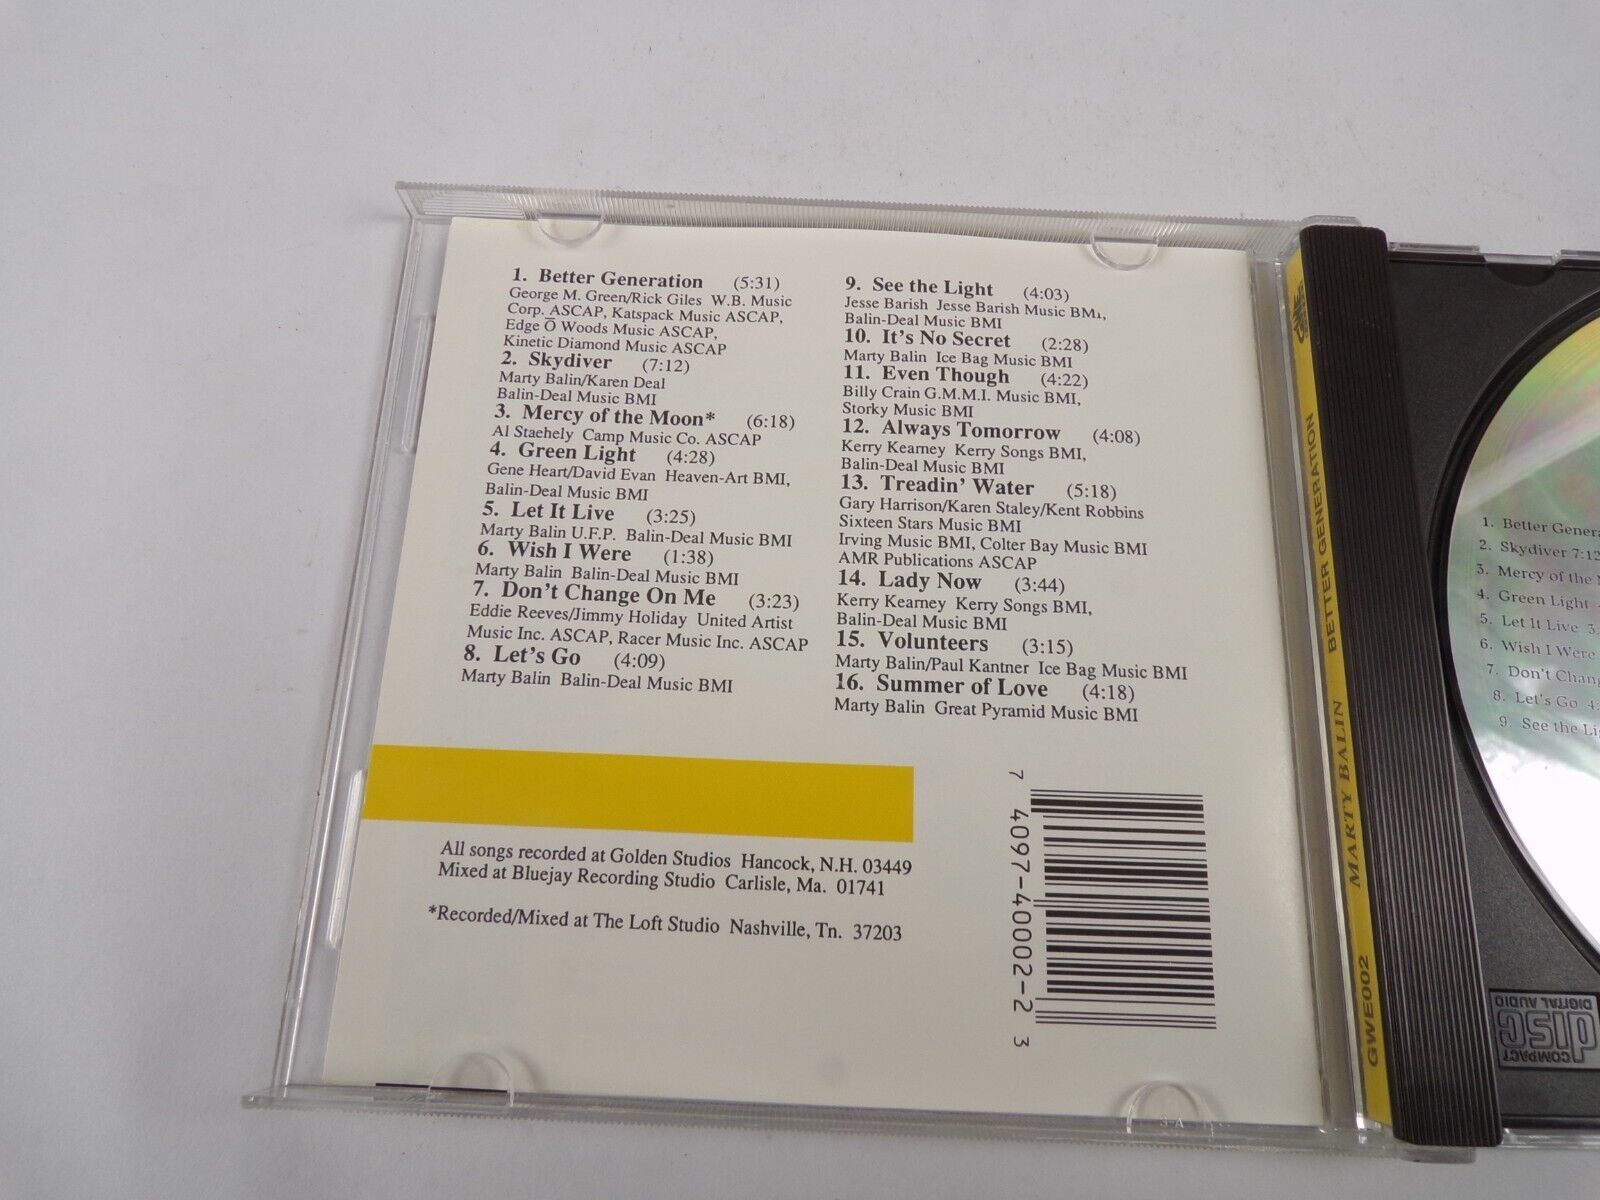 1. Better Generation (5:31)
George M. Green/Rick Giles W.B. Music
Corp. ASCAP, Katspack Music ASCAP,
Edge O Woods Music ASCAP,
Kinetic Diamond Music ASCAP
2. Skydiver (7:12)
Marty Balin/Karen Deal
Balin-Deal Music BMI
3. Mercy of the Moon* (6:18)
Al Staehely Camp Music Co. ASCAP
4. Green Light (4:28)
Gene Heart/David Evan Heaven-Art BMI,
Balin-Deal Music BMI
5. Let It Live (3:25)
Marty Balin U.F.P. Balin-Deal Music BMI
6. Wish I Were (1:38)
Marty Balin Balin-Deal Music BMI
7. Don't Change On Me (3:23)
Eddie Reeves/Jimmy Holiday United Artist
Music Inc. ASCAP, Racer Music Inc. ASCAP
8. Let's Go (4:09)
Marty Balin Balin-Deal Music BMI
9. See the Light (4:03)
Jesse Barish Jesse Barish Music BMI,
Balin-Deal Music BMI
10. It's No Secret (2:28)
Marty Balin Ice Bag Music BMI
11. Even Though (4:22)
Billy Crain G.M.M.I. Music BMI,
Storky Music BMI
12. Always Tomorrow (4:08)
Kerry Kearney Kerry Songs BMI,
Balin-Deal Music BMI
13. Treadin' Water (5:18)
Gary Harrison/Karen Staley/Kent Robbins
Sixteen Stars Music BMI
Irving Music BMI, Colter Bay Music BMI
AMR Publications ASCAP
14. Lady Now (3:44)
Kerry Kearney Kerry Songs BMI,
Balin-Deal Music BMI
15. Volunteers (3:15)
Marty Balin/Paul Kantner Ice Bag Music BMI
16. Summer of Love (4:18)
Marty Balin Great Pyramid Music BMI
All songs recorded at Golden Studios Hancock, N.H. 03449
Mixed at Bluejay Recording Studio Carlisle, Ma. 01741
*Recorded/Mixed at The Loft Studio Nashville, Tn. 37203
7 4097-40002-2 3
3-A
GWE002 MARTY BALIN BETTER GENERATION
1. Better Genera
2. Skydiver 7:12
3. Mercy of the
4. Green Light
5. Let It Live 3:
6. Wish I Were
7. Don't Chang
8. Let's Go 4:
9. See the Li
COMPACT
disc
DIGITAL AUDIO